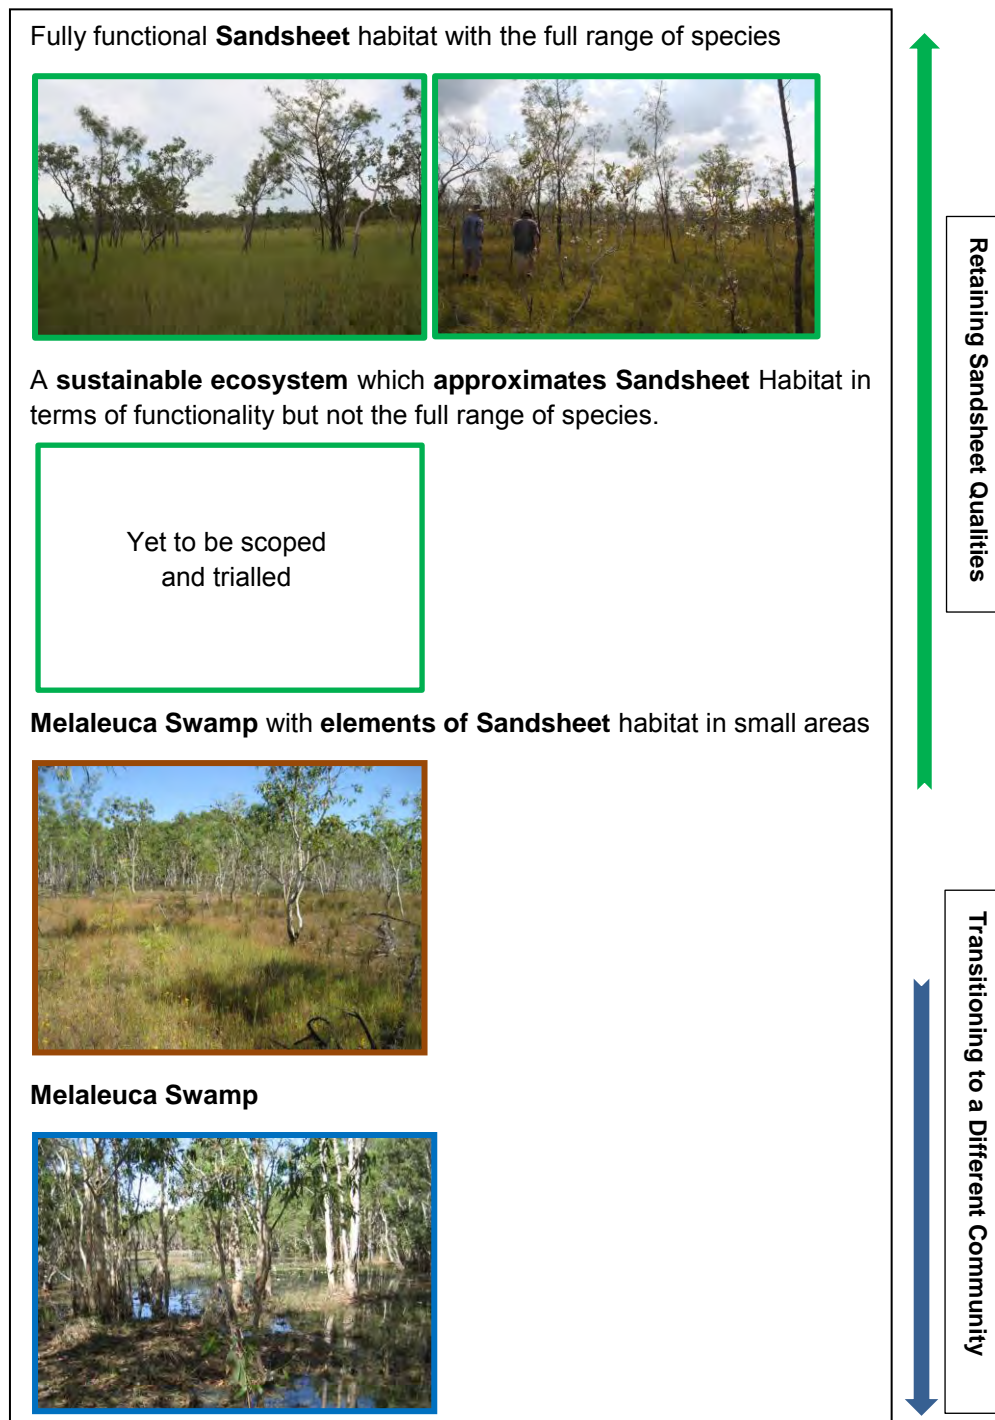 Fully functional Sandsheet habitat with the full range of species
A sustainable ecosystem which approximates Sandsheet Habitat in
terms of functionality but not the full range of species.
Yet to be scoped
and trialled
Melaleuca Swamp with elements of Sandsheet habitat in small areas
Melaleuca Swamp
Retaining Sandsheet Qualities
Transitioning to a Different Community